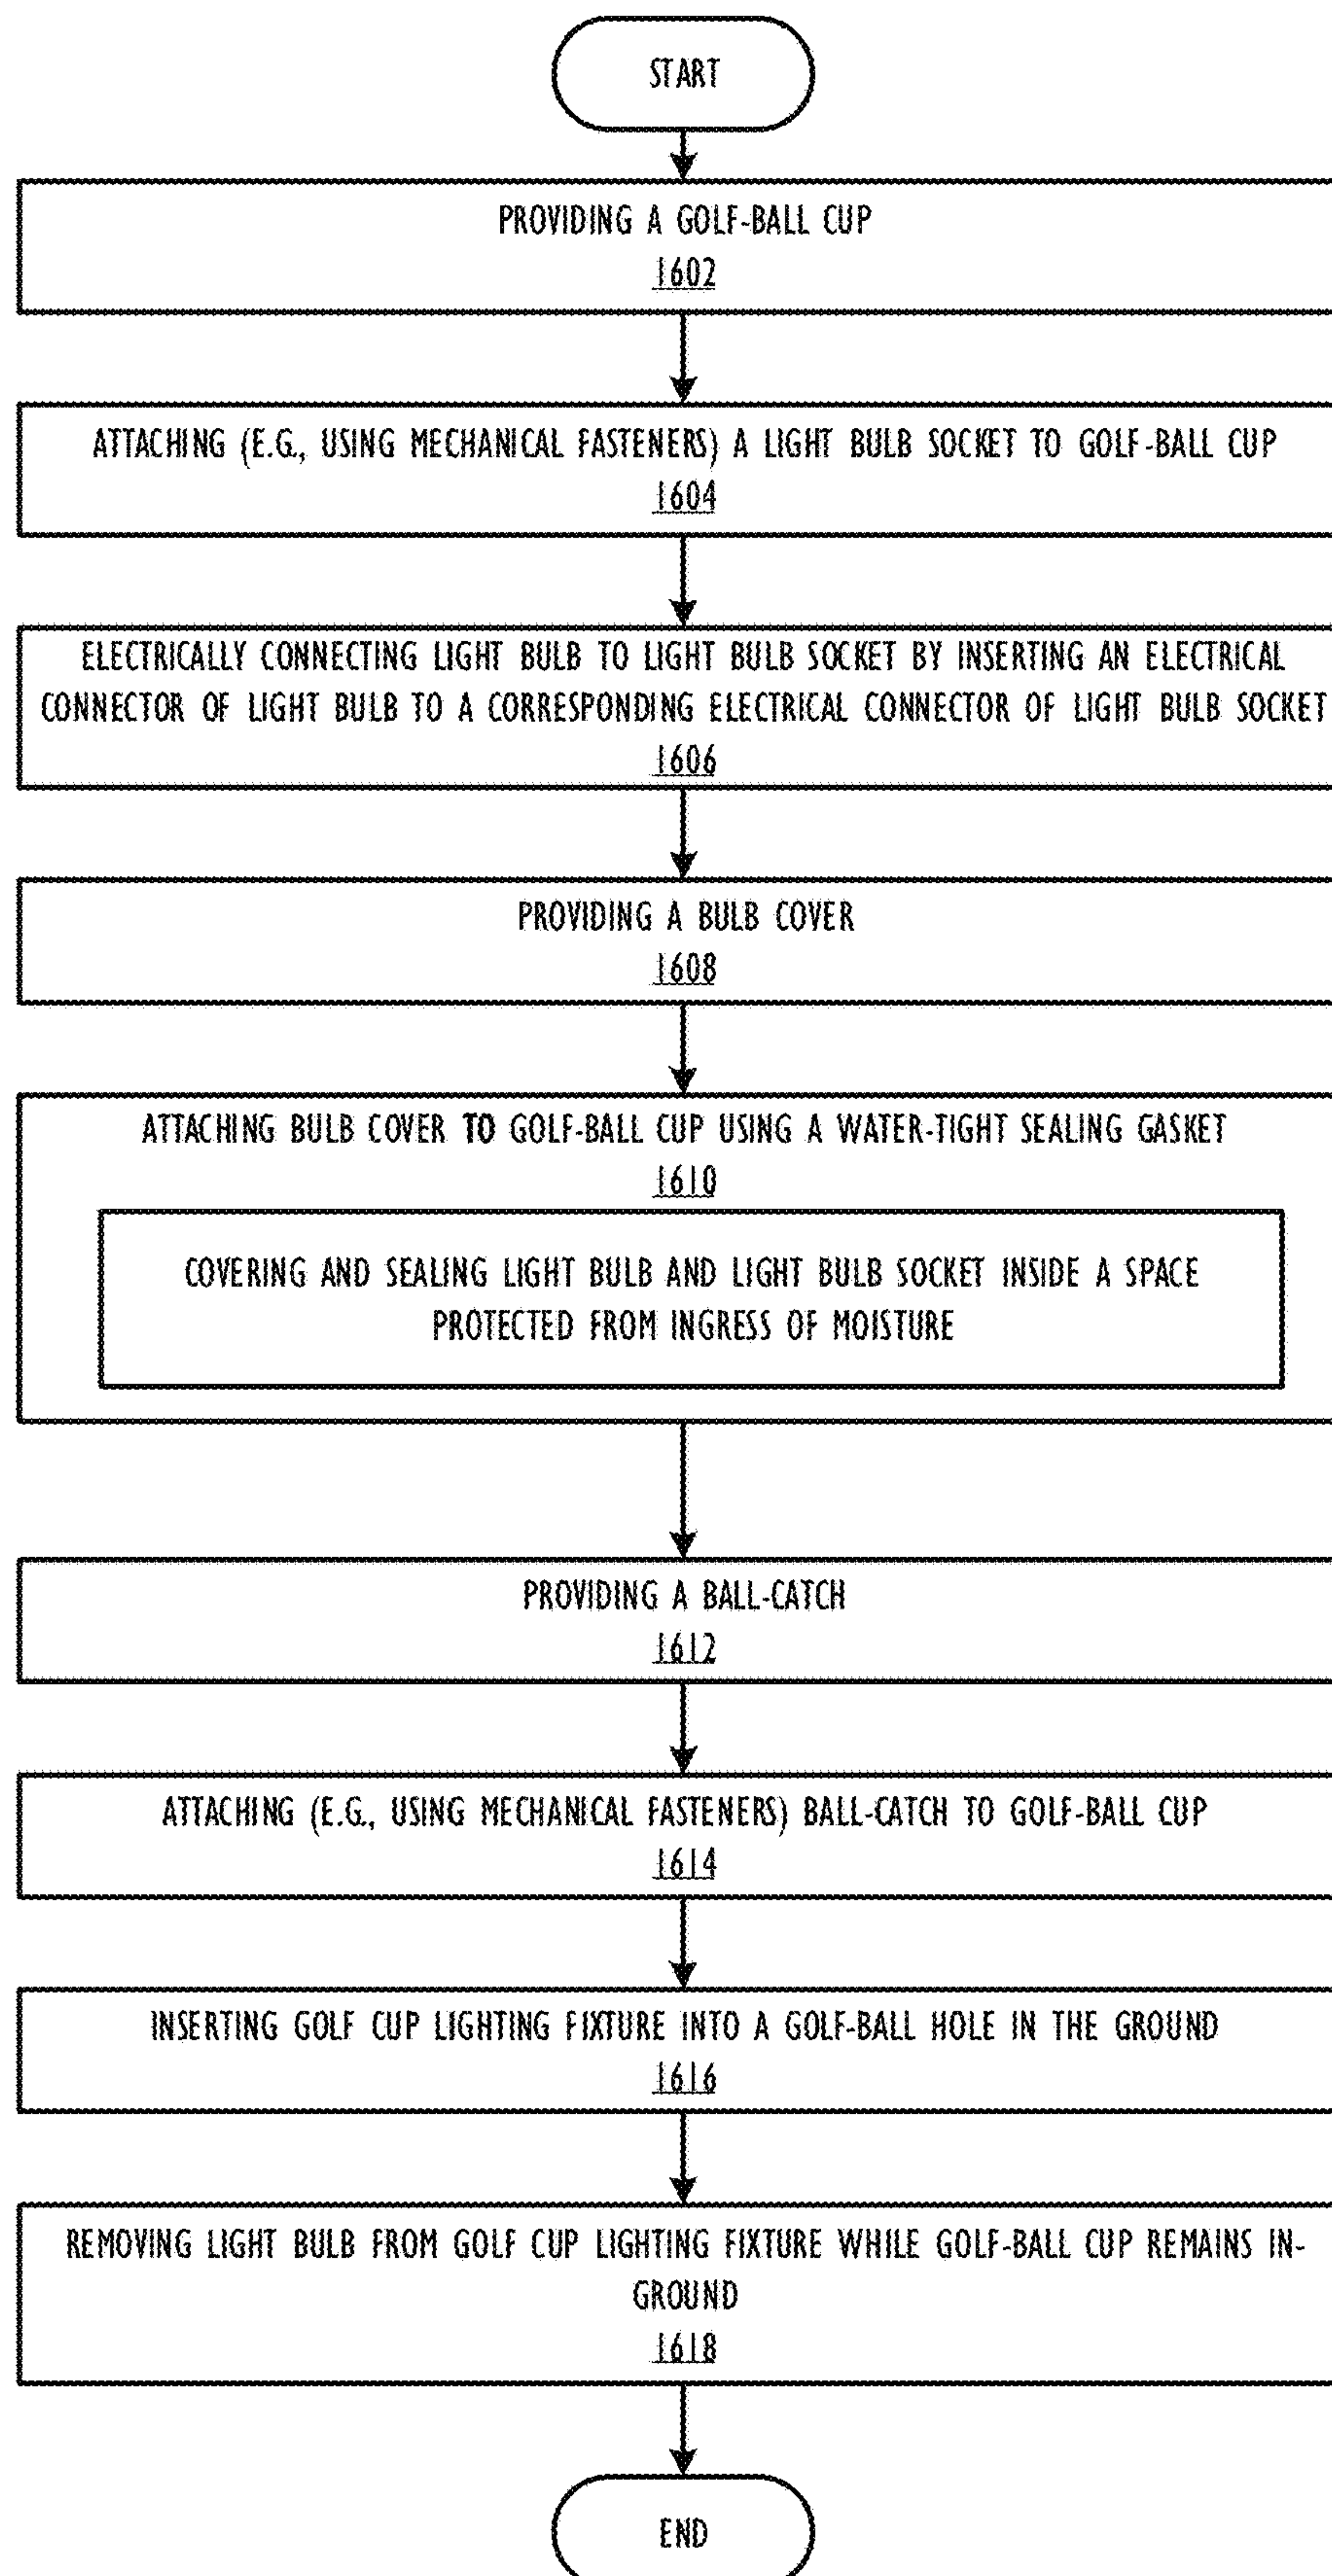 START
PROVIDING A GOLF-BALL CUP
1602
ATTACHING (E.G., USING MECHANICAL FASTENERS) A LIGHT BULB SOCKET TO GOLF-BALL CUP
1604
ELECTRICALLY CONNECTING LIGHT BULB TO LIGHT BULB SOCKET BY INSERTING AN ELECTRICAL
CONNECTOR OF LIGHT BULB TO A CORRESPONDING ELECTRICAL CONNECTOR OF LIGHT BULB SOCKET
1606
PROVIDING A BULB COVER
1608
ATTACHING BULB COVER TO GOLF-BALL CUP USING A WATER-TIGHT SEALING GASKET
1610
COVERING AND SEALING LIGHT BULB AND LIGHT BULB SOCKET INSIDE A SPACE
PROTECTED FROM INGRESS OF MOISTURE
PROVIDING A BALL-CATCH
1612
ATTACHING (E.G., USING MECHANICAL FASTENERS) BALL-CATCH TO GOLF-BALL CUP
1614
INSERTING GOLF CUP LIGHTING FIXTURE INTO A GOLF-BALL HOLE IN THE GROUND
1616
REMOVING LIGHT BULB FROM GOLF CUP LIGHTING FIXTURE WHILE GOLF-BALL CUP REMAINS IN-
GROUND
1618
END